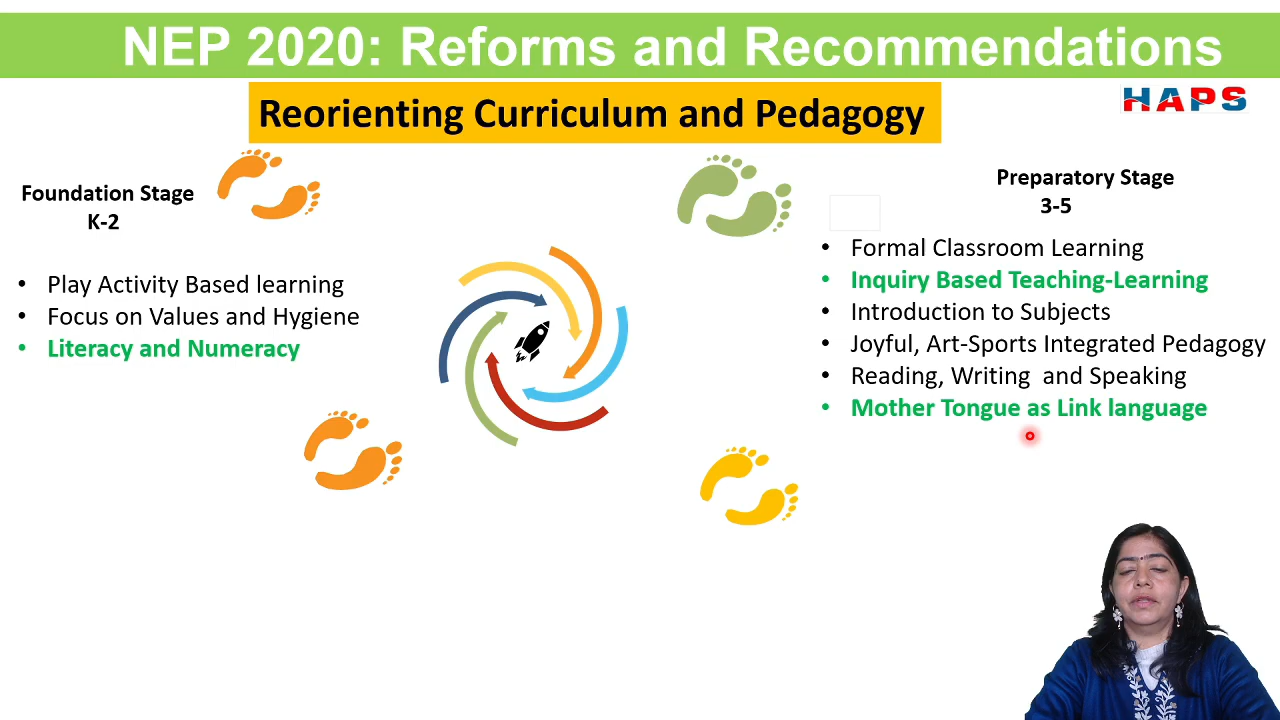 NEP 2020: Reforms and Recommendations
Reorienting Curriculum and Pedagogy
HAPS
Foundation Stage
K-2
• Play Activity Based learning
• Focus on Values and Hygiene
• Literacy and Numeracy
Preparatory Stage
3-5
• Formal Classroom Learning
• Inquiry Based Teaching-Learning
• Introduction to Subjects
• Joyful, Art-Sports Integrated Pedagogy
• Reading, Writing and Speaking
• Mother Tongue as Link language